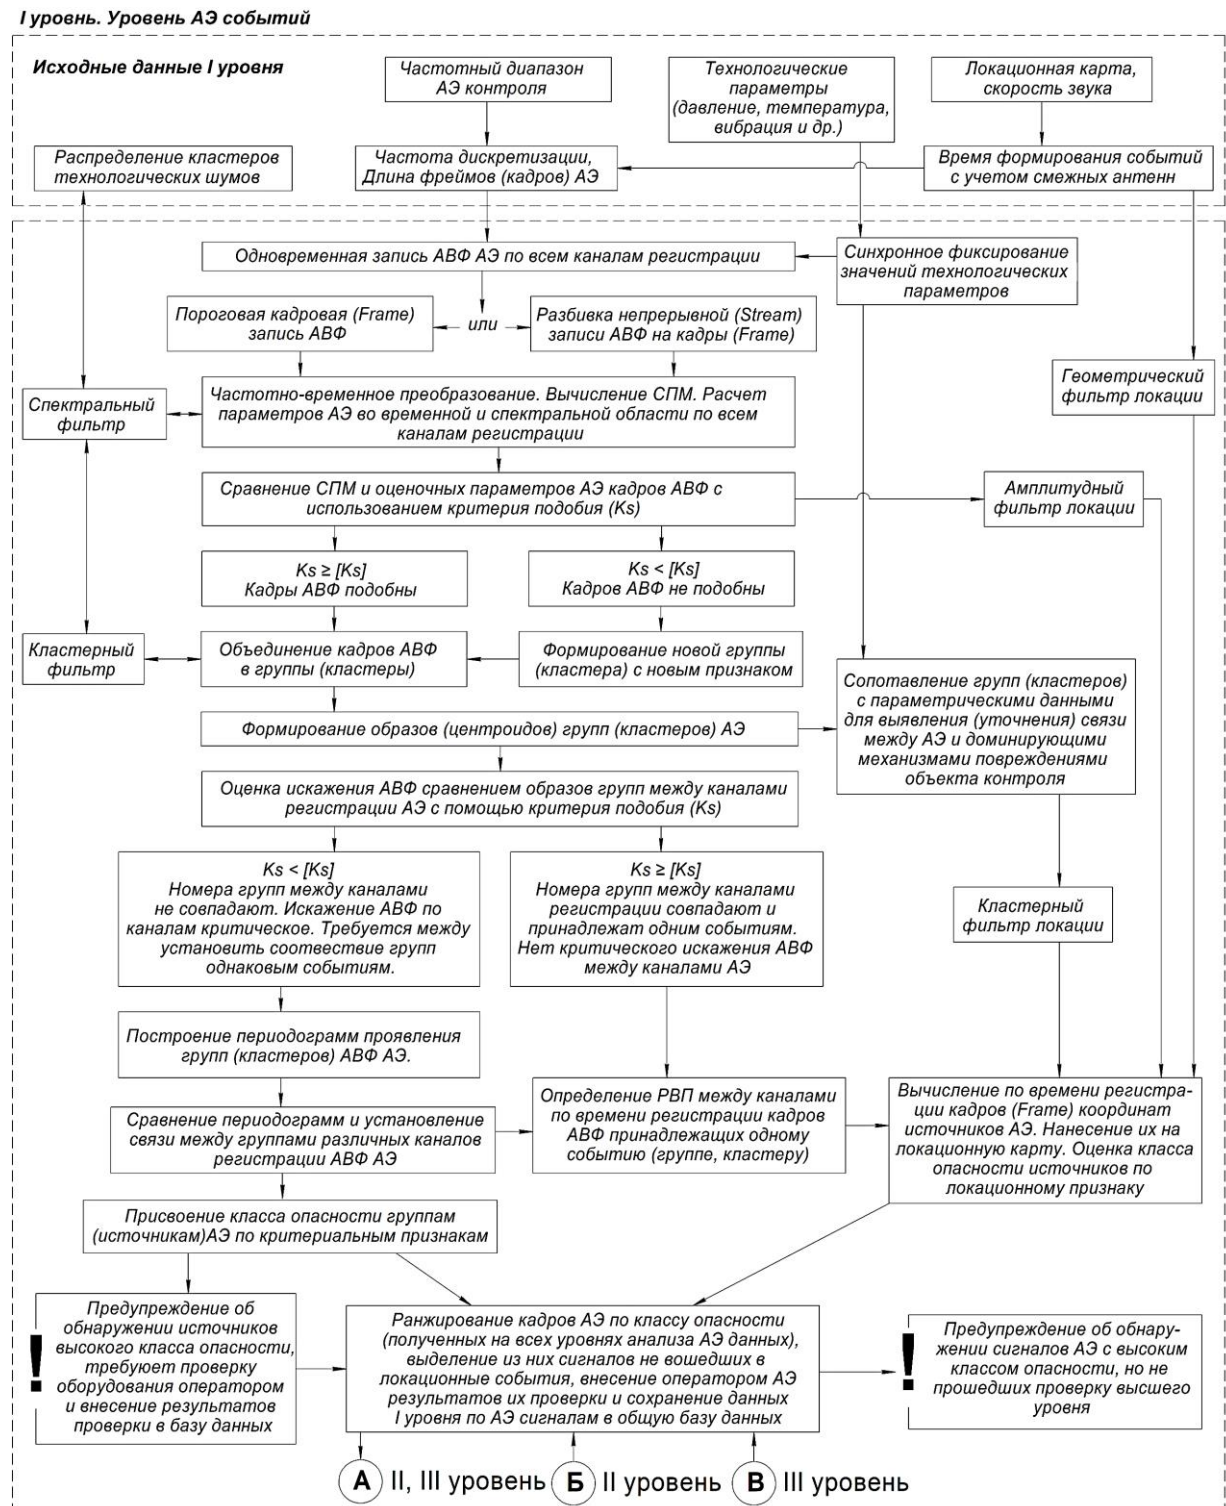 I уровнь. Уровень АЭ событий
Исходные данные I уровня
Частотный диапазон
АЭ контроля
Технологические
параметры
(давление, температура,
вибрация и др.)
Локационная карта,
скорость звука
Распределение кластеров
технологических шумов
Частота дискретизации,
Длина фреймов (кадров) АЭ
Время формирования событий
с учетом смежных антенн
Одновременная запись АВФ АЭ по всем каналам регистрации
Синхронное фиксирование
значений технологических
параметров
Пороговая кадровая (Frame)
запись АВФ
или
Разбивка непрерывной (Stream)
записи АВФ на кадры (Frame)
Геометрический
фильтр локации
Спектральный
фильтр
Частотно-временное преобразование. Вычисление СПМ. Расчет
параметров АЭ во временной и спектральной области по всем
каналам регистрации
Сравнение СПМ и оценочных параметров АЭ кадров АВФ с
использованием критерия подобия (Ks)
Амплитудный
фильтр локации
Ks ≥ [Ks]
Кадры АВФ подобны
Ks < [Ks]
Кадров АВФ не подобны
Кластерный
фильтр
Объединение кадров АВФ
в группы (кластеры)
Формирование новой группы
(кластера) с новым признаком
Сопотавление групп (кластеров)
с параметрическими данными
для выявления (уточнения) связи
между АЭ и доминирующими
механизмами повреждениями
объекта контроля
Формирование образов (центроидов) групп (кластеров) АЭ
Оценка искажения АВФ сравнением образов групп между каналами
регистрации АЭ с помощью критерия подобия (Ks)
Ks < [Ks]
Номера групп между каналами
не совпадают. Искажение АВФ по
каналам критическое. Требуется между
установить соотвествие групп
однаковым событиям.
Ks ≥ [Ks]
Номера групп между каналами
регистрации совпадают и
принадлежат одним событиям.
Нет критического искажения АВФ
между каналами АЭ
Кластерный
фильтр локации
Построение периодограмм проявления
групп (кластеров) АВФ АЭ.
Сравнение периодограмм и установление
связи между группами различных каналов
регистрации АВФ АЭ
Определение РВП между каналами
по времени регистрации кадров
АВФ принадлежащих одному
событию (группе, кластеру)
Вычисление по времени регистра-
ции кадров (Frame) координат
источников АЭ. Нанесение их на
локационную карту. Оценка класса
опасности источников по
локационному признаку
Присвоение класса опасности группам
(источникам)АЭ по критериальным признакам
!
Предупреждение об
обнаружении источников
высокого класса опасности,
требуют проверку
оборудования оператором
и внесение результатов
проверки в базу данных
Ранжирование кадров АЭ по классу опасности
(полученных на всех уровнях анализа АЭ данных),
выделение из них сигналов не вошедших в
локационные события, внесение оператором АЭ
результатов их проверки и сохранение данных
I уровня по АЭ сигналам в общую базу данных
!
Предупреждение об обнару-
жении сигналов АЭ с высоким
классом опасности, но не
прошедших проверку высшего
уровня
А II, III уровень Б II уровень В III уровень